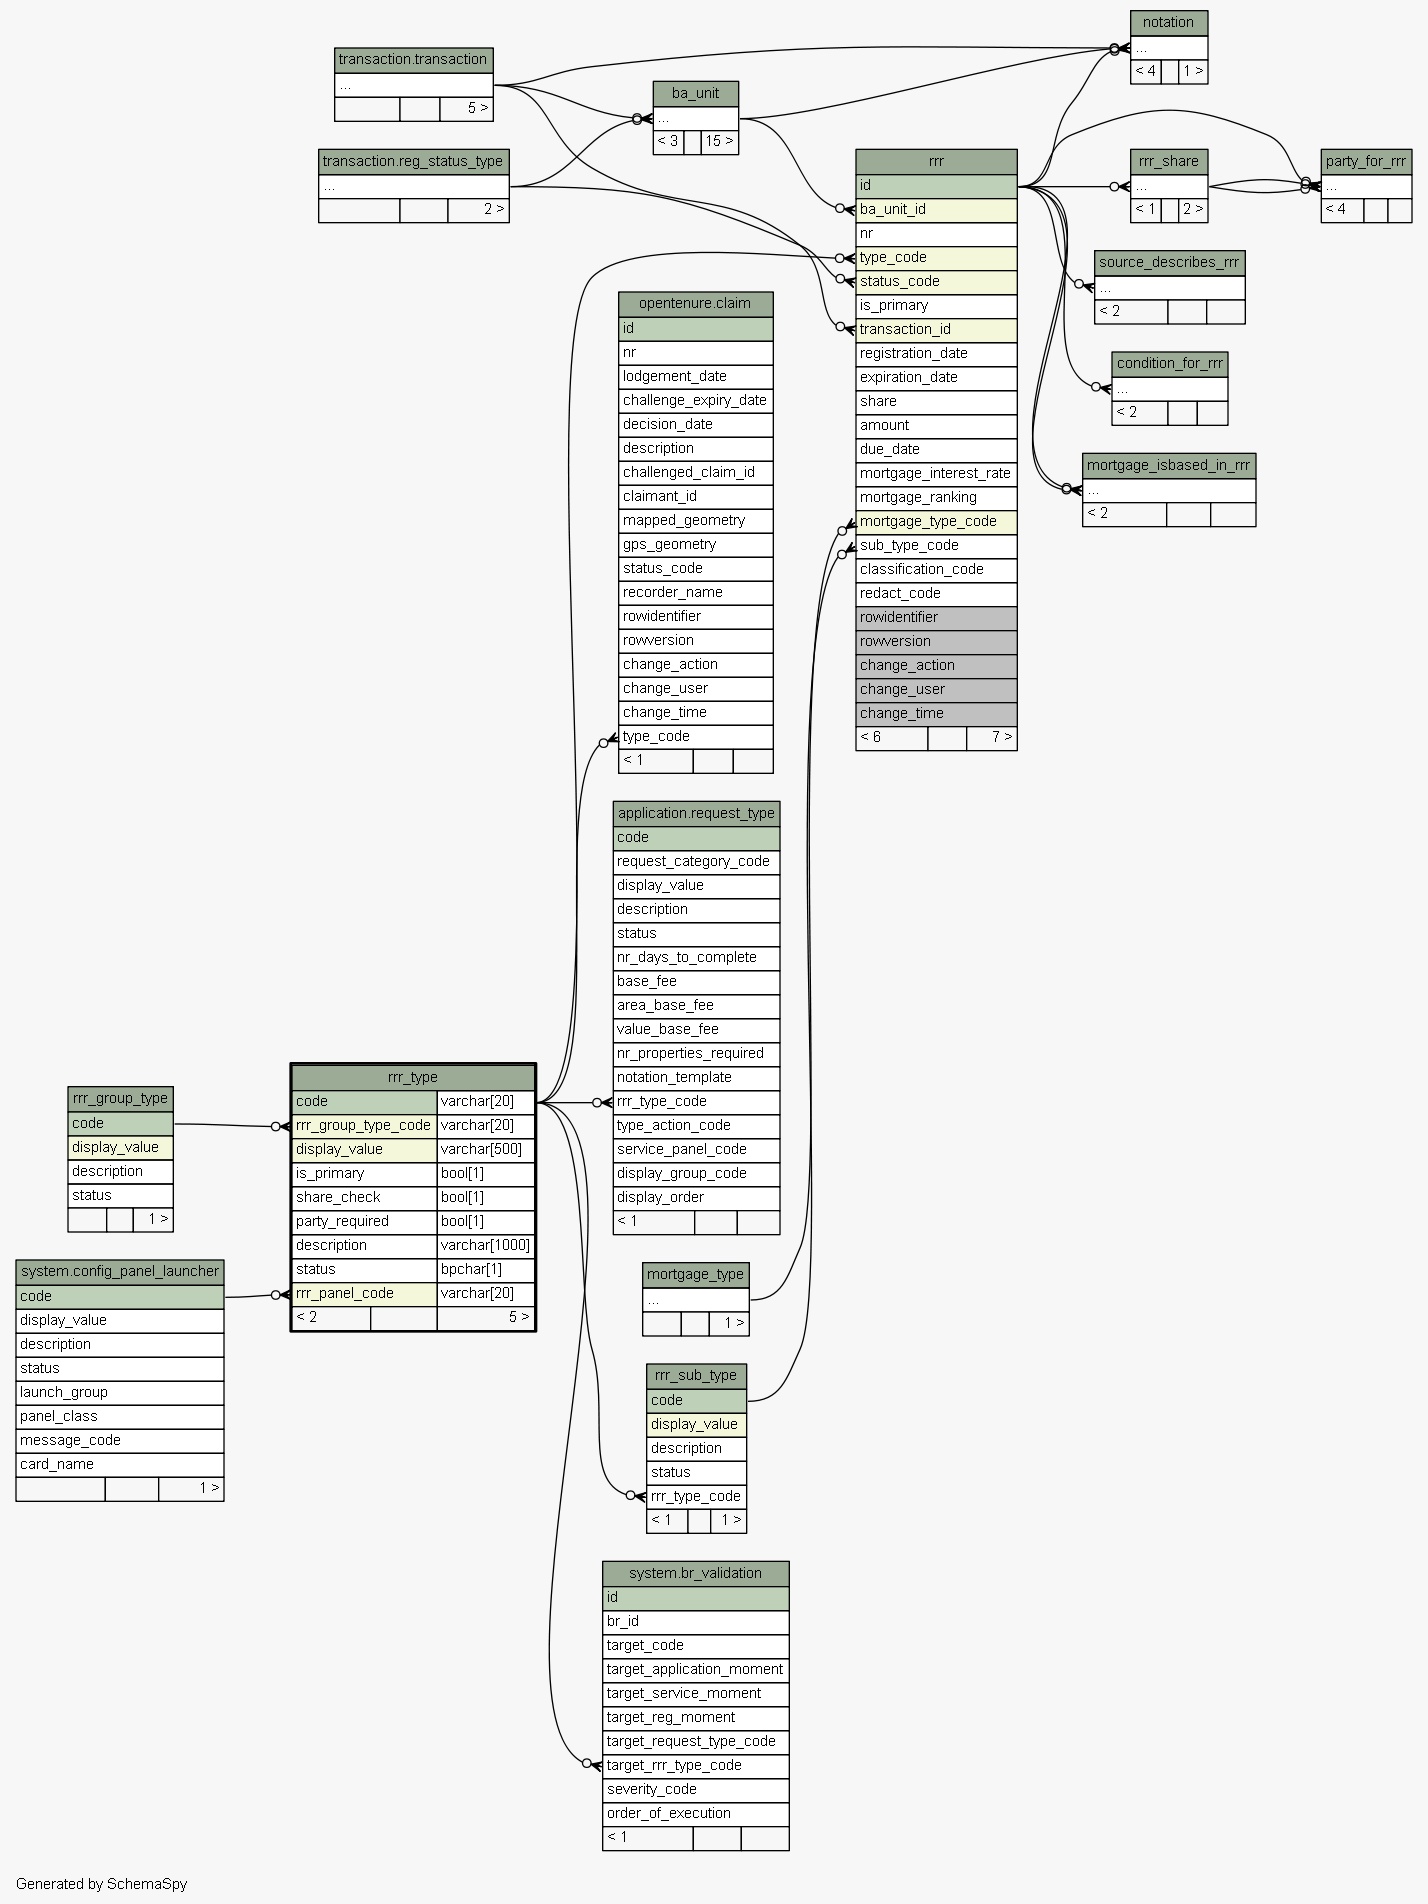 notation
...
< 4 1 >
transaction.transaction
...
5 >
ba_unit
...
< 3 15 >
transaction.reg_status_type
...
2 >
rrr
id
ba_unit_id
nr
type_code
status_code
is_primary
transaction_id
registration_date
expiration_date
share
amount
due_date
mortgage_interest_rate
mortgage_ranking
mortgage_type_code
sub_type_code
classification_code
redact_code
rowidentifier
rowversion
change_action
change_user
change_time
< 6 7 >
rrr_share
...
< 1 2 >
party_for_rrr
...
< 4
source_describes_rrr
...
< 2
condition_for_rrr
...
< 2
mortgage_isbased_in_rrr
...
< 2
opentenure.claim
id
nr
lodgement_date
challenge_expiry_date
decision_date
description
challenged_claim_id
claimant_id
mapped_geometry
gps_geometry
status_code
recorder_name
rowidentifier
rowversion
change_action
change_user
change_time
type_code
< 1
application.request_type
code
request_category_code
display_value
description
status
nr_days_to_complete
base_fee
area_base_fee
value_base_fee
nr_properties_required
notation_template
rrr_type_code
type_action_code
service_panel_code
display_group_code
display_order
< 1
rrr_type
code varchar[20]
rrr_group_type_code varchar[20]
display_value varchar[500]
is_primary bool[1]
share_check bool[1]
party_required bool[1]
description varchar[1000]
status bpchar[1]
rrr_panel_code varchar[20]
< 2 5 >
rrr_group_type
code
display_value
description
status
1 >
system.config_panel_launcher
code
display_value
description
status
launch_group
panel_class
message_code
card_name
1 >
mortgage_type
...
1 >
rrr_sub_type
code
display_value
description
status
rrr_type_code
< 1 1 >
system.br_validation
id
br_id
target_code
target_application_moment
target_service_moment
target_reg_moment
target_request_type_code
target_rrr_type_code
severity_code
order_of_execution
< 1
Generated by SchemaSpy